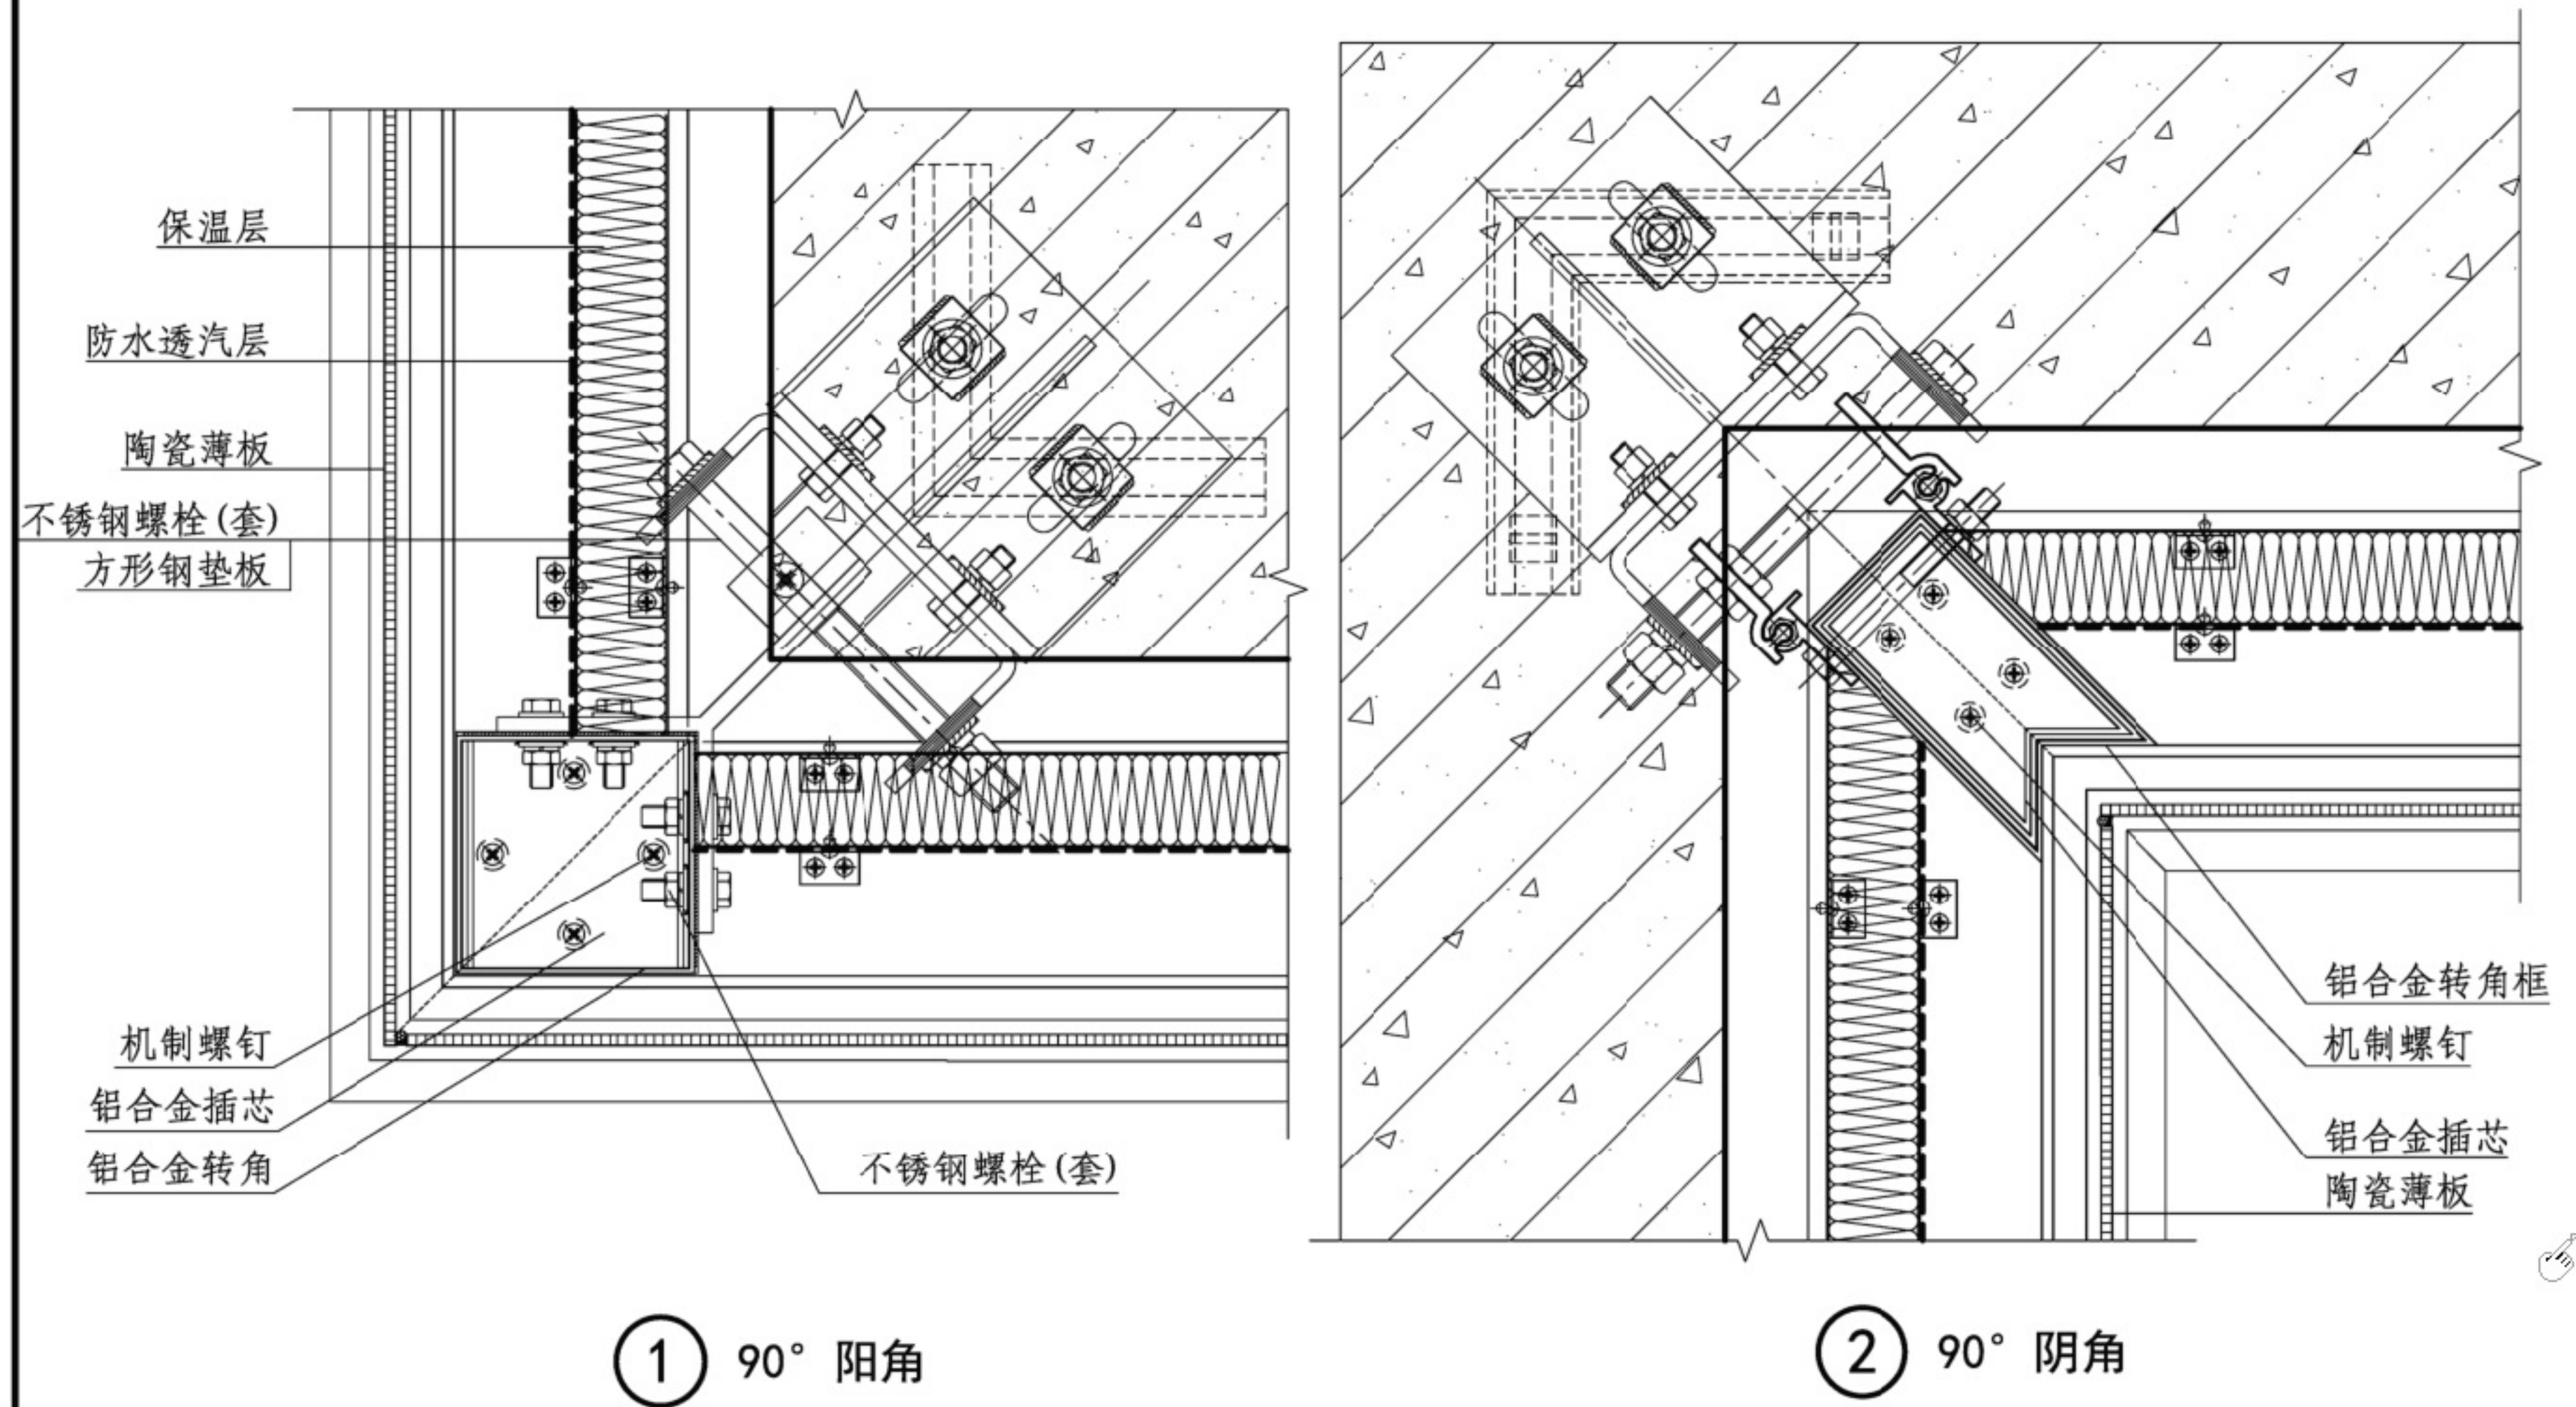 保温层
防水透汽层
陶瓷薄板
不锈钢螺栓(套)
方形钢垫板
机制螺钉
铝合金插芯
铝合金转角
不锈钢螺栓(套)
铝合金转角框
机制螺钉
铝合金插芯
陶瓷薄板
1 90° 阳角
2 90° 阴角